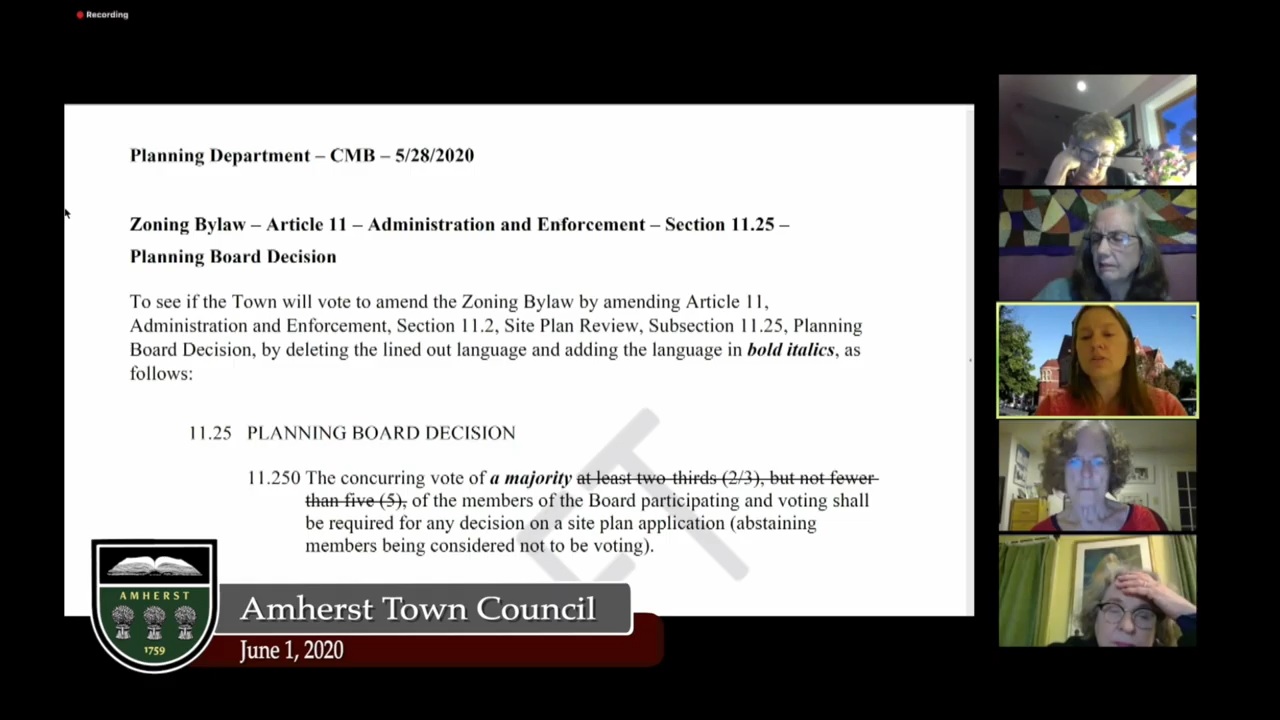 Recording
Planning Department – CMB – 5/28/2020
Zoning Bylaw – Article 11 – Administration and Enforcement – Section 11.25 –
Planning Board Decision
To see if the Town will vote to amend the Zoning Bylaw by amending Article 11,
Administration and Enforcement, Section 11.2, Site Plan Review, Subsection 11.25, Planning
Board Decision, by deleting the lined out language and adding the language in bold italics, as
follows:
11.25 PLANNING BOARD DECISION
11.250 The concurring vote of a majority at least two-thirds (2/3), but not fewer
than five (5), of the members of the Board participating and voting shall
be required for any decision on a site plan application (abstaining
members being considered not to be voting).
AMHERST
1759
Amherst Town Council
June 1, 2020